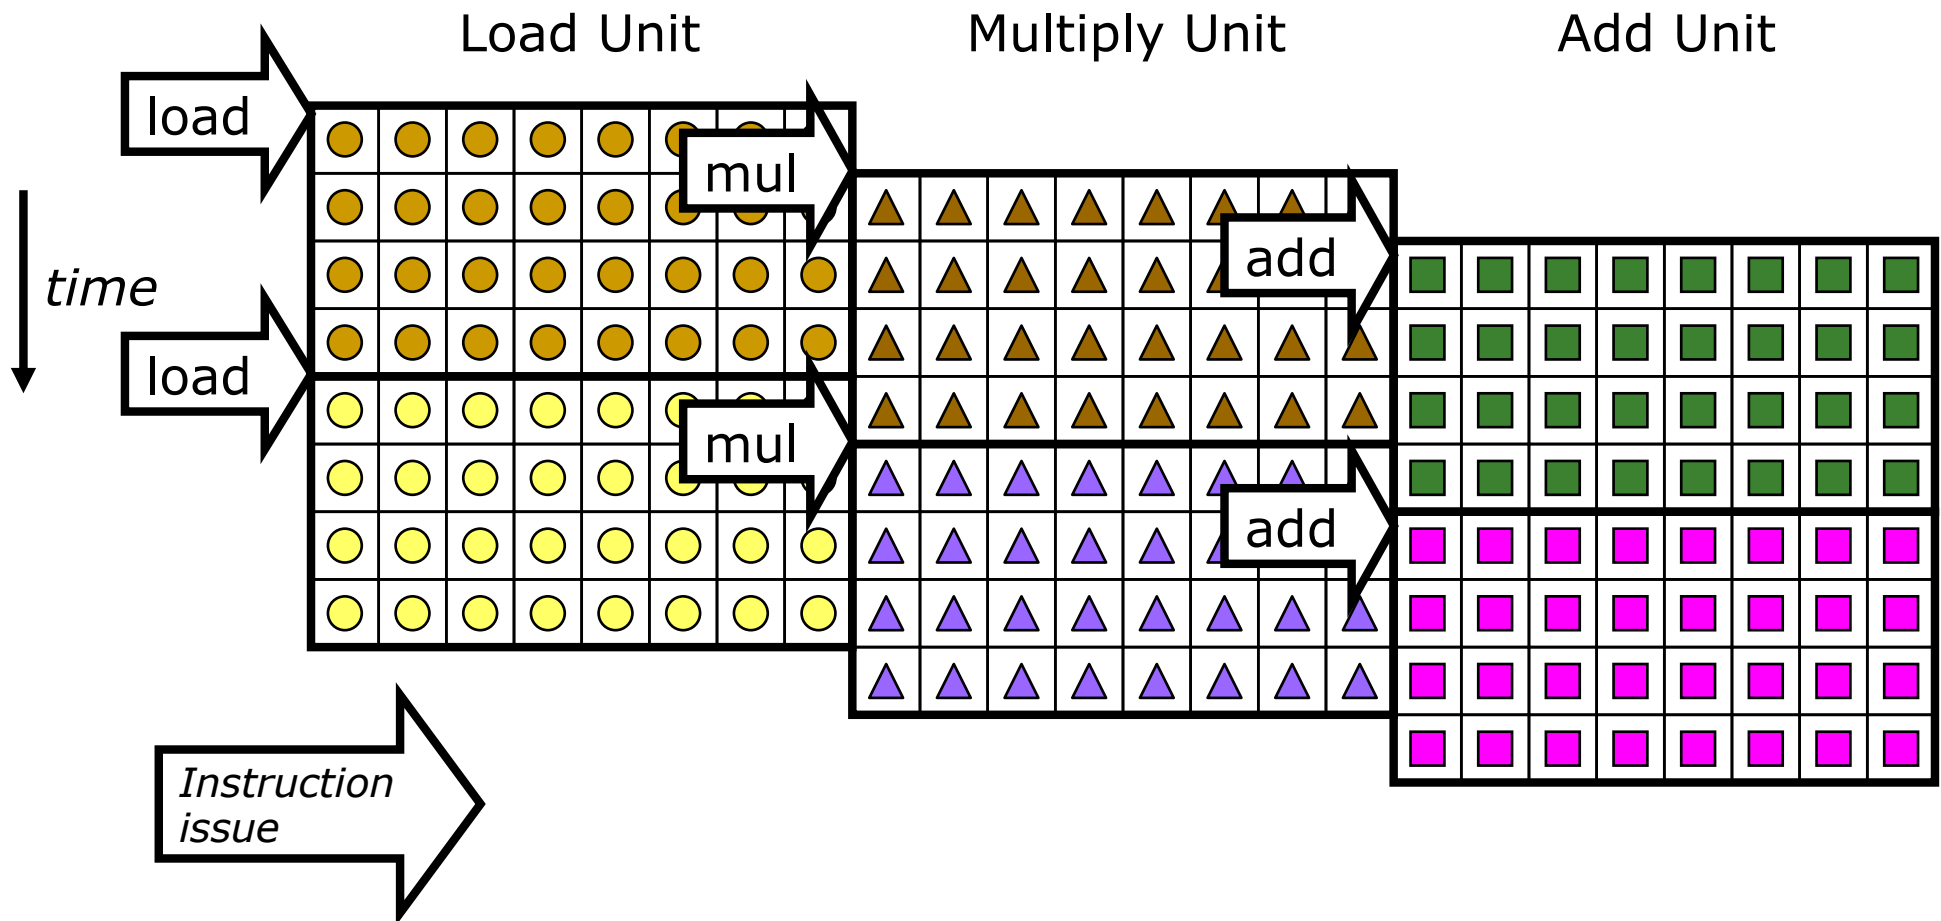 Load Unit
Multiply Unit
Add Unit
load
mul
add
time
load
mul
add
Instruction
issue